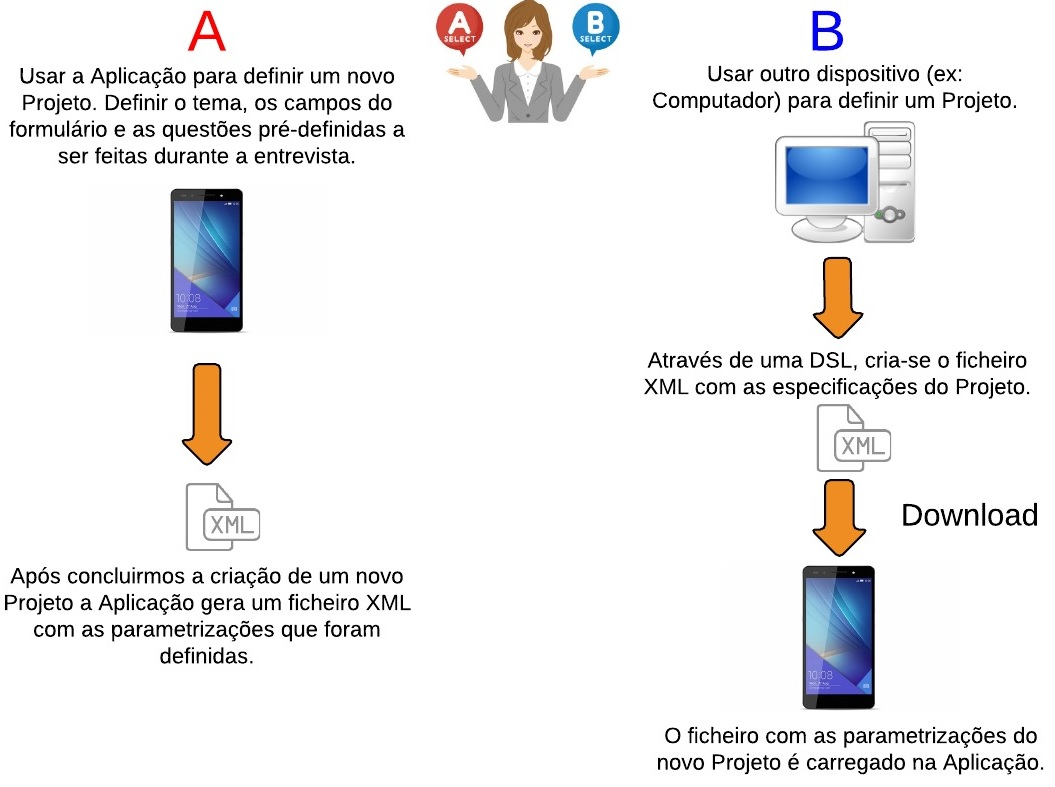 A
Usar a Aplicação para definir um novo
Projeto. Definir o tema, os campos do
formulário e as questões pré-definidas a
ser feitas durante a entrevista.
10:08
XML
Após concluirmos a criação de um novo
Projeto a Aplicação gera um ficheiro XML
com as parametrizações que foram
definidas.
A
SELECT
B
SELECT
B
Usar outro dispositivo (ex:
Computador) para definir um Projeto.
Através de uma DSL, cria-se o ficheiro
XML com as especificações do Projeto.
XML
Download
10:08
O ficheiro com as parametrizações do
novo Projeto é carregado na Aplicação.